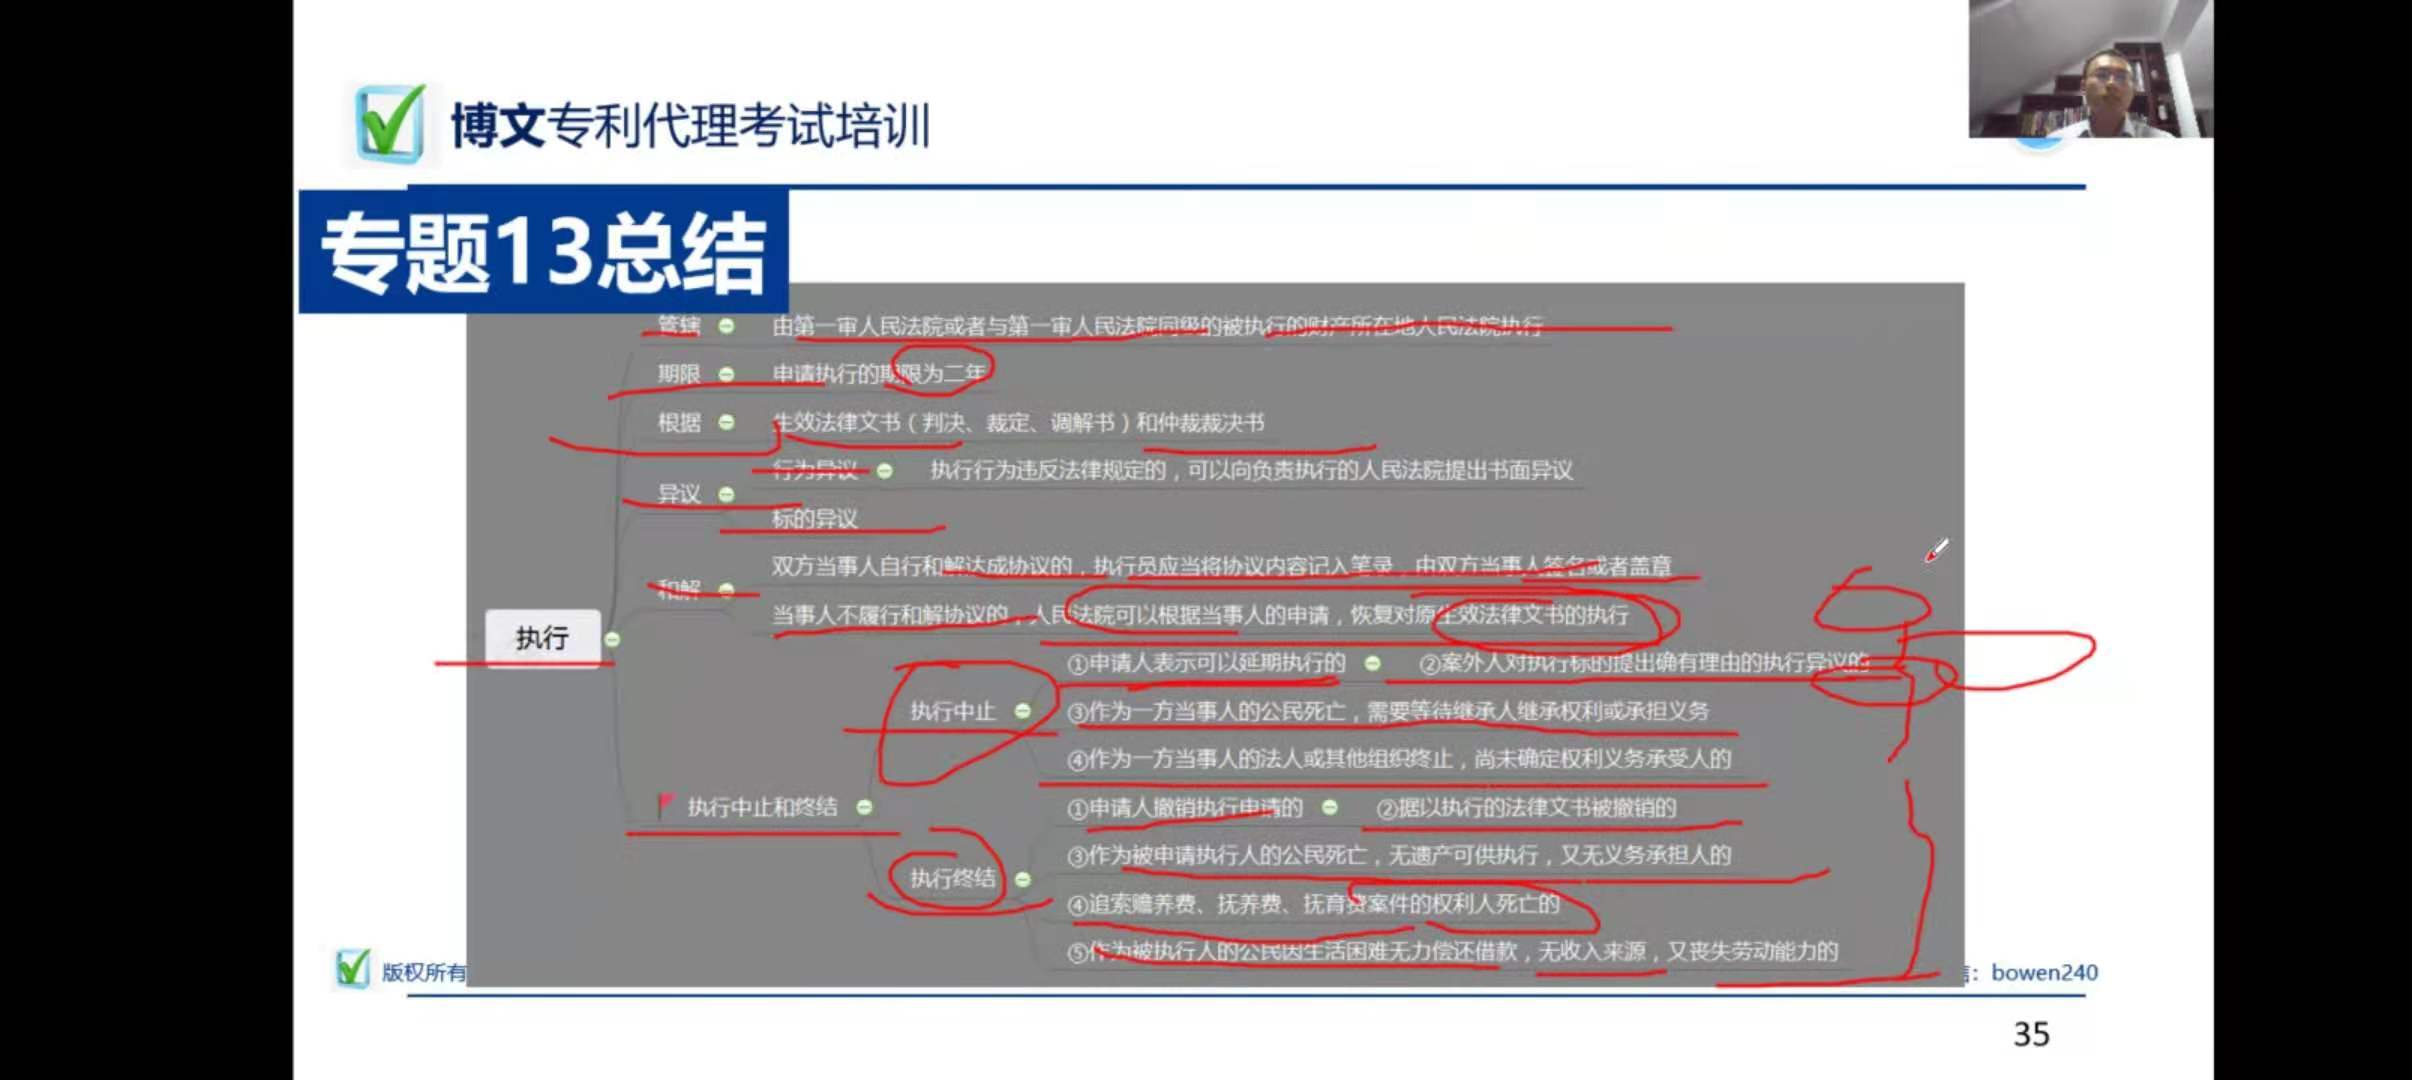 博文专利代理考试培训
专题13总结
管辖 由第一审人民法院或者与第一审人民法院同级的被执行的财产所在地人民法院执行
期限 申请执行的期限为二年
根据 生效法律文书（判决、裁定、调解书）和仲裁裁决书
行为异议 执行行为违反法律规定的，可以向负责执行的人民法院提出书面异议
异议
标的异议
双方当事人自行和解达成协议的，执行员应当将协议内容记入笔录，由双方当事人签名或者盖章
和解
当事人不履行和解协议的，人民法院可以根据当事人的申请，恢复对原生效法律文书的执行
执行
①申请人表示可以延期执行的 ②案外人对执行标的提出确有理由的执行异议的
执行中止 ③作为一方当事人的公民死亡，需要等待继承人继承权利或承担义务
④作为一方当事人的法人或其他组织终止，尚未确定权利义务承受人的
执行中止和终结 ①申请人撤销执行申请的 ②据以执行的法律文书被撤销的
③作为被申请执行人的公民死亡，无遗产可供执行，又无义务承担人的
执行终结
④追索赡养费、抚养费、抚育费案件的权利人死亡的
⑤作为被执行人的公民因生活困难无力偿还借款，无收入来源，又丧失劳动能力的
版权所有 ：bowen240
35